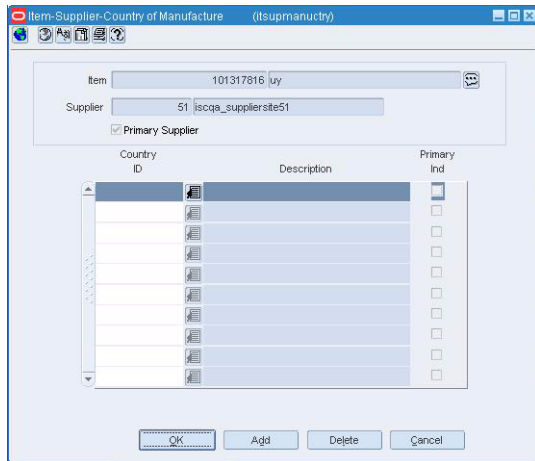 Item-Supplier-Country of Manufacture (itsupmanuctry)
Item 101317816 uy
Supplier 51 iscqa_suppliersite51
Primary Supplier
Country ID Description Primary Ind
OK Add Delete Cancel